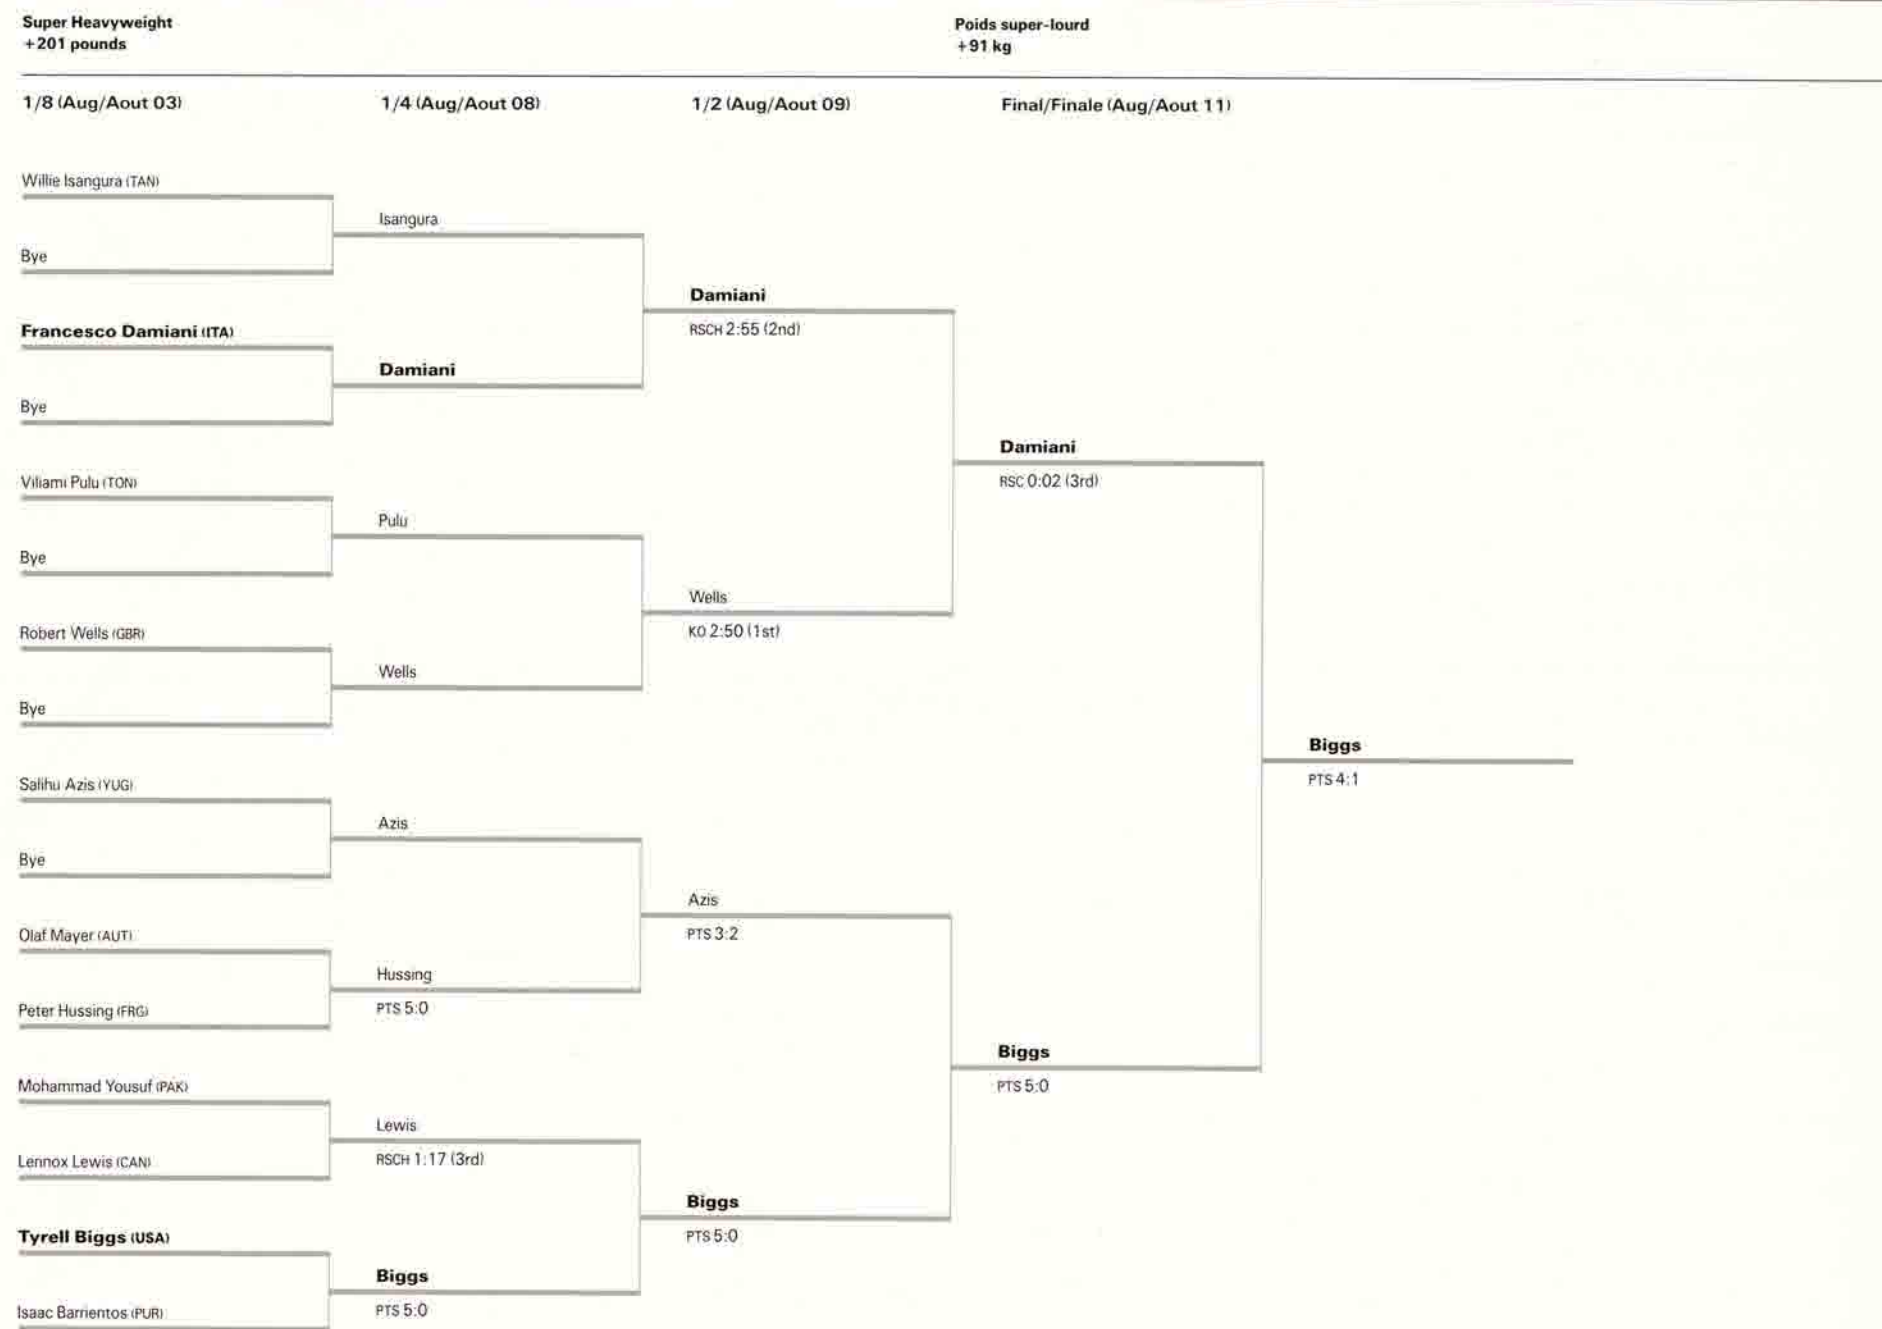 Super Heavyweight
+201 pounds
Poids super-lourd
+91 kg
1/8 (Aug/Aout 03)
1/4 (Aug/Aout 08)
1/2 (Aug/Aout 09)
Final/Finale (Aug/Aout 11)
Willie Isangura (TAN)
Bye
Francesco Damiani (ITA)
Bye
Viliami Pulu (TON)
Bye
Robert Wells (GBR)
Bye
Salihu Azis (YUG)
Bye
Olaf Mayer (AUT)
Peter Hussing (FRG)
Mohammad Yousuf (PAK)
Lennox Lewis (CAN)
Tyrell Biggs (USA)
Isaac Barrientos (PUR)
Isangura
Damiani
Pulu
Wells
Azis
Hussing
PTS 5:0
Lewis
RSCH 1:17 (3rd)
Biggs
PTS 5:0
Damiani
RSCH 2:55 (2nd)
Wells
KO 2:50 (1st)
Azis
PTS 3:2
Biggs
PTS 5:0
Damiani
RSC 0:02 (3rd)
Biggs
PTS 5:0
Biggs
PTS 4:1